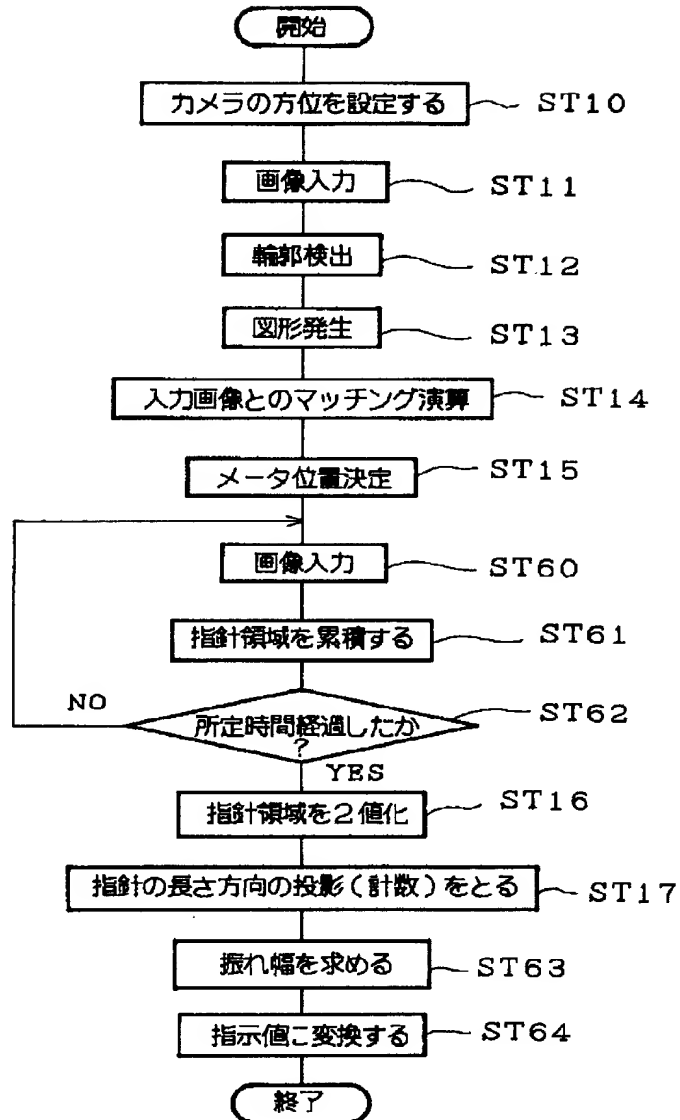 開始
カメラの方位を設定する ST10
画像入力 ST11
輪郭検出 ST12
図形発生 ST13
入力画像とのマッチング演算 ST14
メータ位置決定 ST15
画像入力 ST60
指針領域を累積する ST61
NO
所定時間経過したか ST62
?
YES
指針領域を2値化 ST16
指針の長さ方向の投影(計数)をとる ST17
振れ幅を求める ST63
指示値に変換する ST64
終了